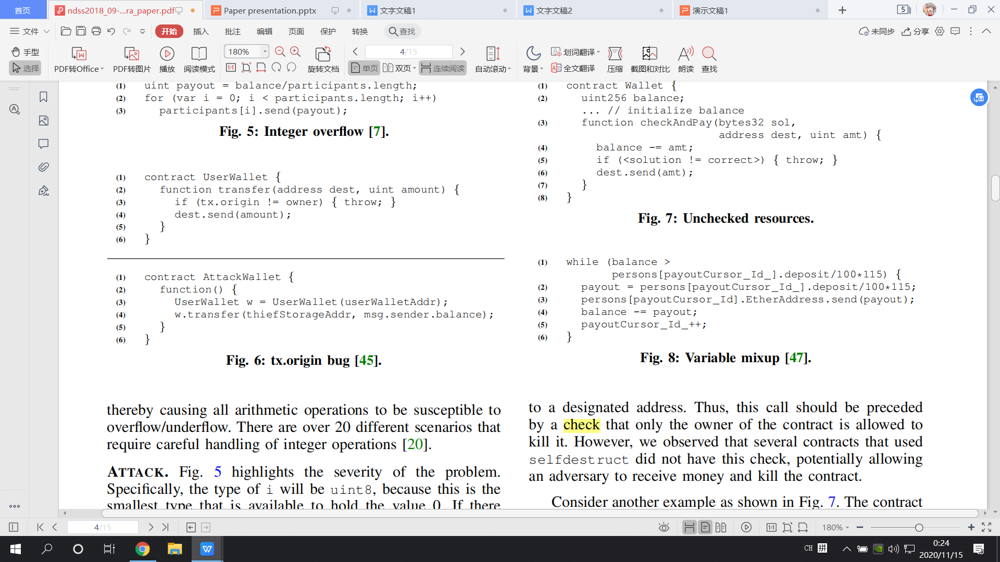 首页
ndss2018_09-...ra_paper.pdf
Paper presentation.pptx
文字文稿1
文字文稿2
演示文稿1
5
文件
开始
插入
批注
编辑
页面
保护
转换
查找
未同步
分享
手型
选择
PDF转Office
PDF转图片
播放
阅读模式
180%
1:1
旋转文档
4/15
单页
双页
连续阅读
自动滚动
背景
划词翻译
全文翻译
压缩
截图和对比
朗读
查找
(1) uint payout = balance/participants.length;
(2) for (var i = 0; i < participants.length; i++)
(3) participants[i].send(payout);
Fig. 5: Integer overflow [7].
(1) contract UserWallet {
(2) function transfer(address dest, uint amount) {
(3) if (tx.origin != owner) { throw; }
(4) dest.send(amount);
(5) }
(6) }
(1) contract AttackWallet {
(2) function() {
(3) UserWallet w = UserWallet(userWalletAddr);
(4) w.transfer(thiefStorageAddr, msg.sender.balance);
(5) }
(6) }
Fig. 6: tx.origin bug [45].
thereby causing all arithmetic operations to be susceptible to
overflow/underflow. There are over 20 different scenarios that
require careful handling of integer operations [20].
ATTACK. Fig. 5 highlights the severity of the problem.
Specifically, the type of i will be uint8, because this is the
smallest type that is available to hold the value 0. If there
(1) contract Wallet {
(2) uint256 balance;
... // initialize balance
(3) function checkAndPay(bytes32 sol,
address dest, uint amt) {
(4) balance -= amt;
(5) if (<solution != correct>) { throw; }
(6) dest.send(amt);
(7) }
(8) }
Fig. 7: Unchecked resources.
(1) while (balance >
persons[payoutCursor_Id_].deposit/100*115) {
(2) payout = persons[payoutCursor_Id_].deposit/100*115;
(3) persons[payoutCursor_Id].EtherAddress.send(payout);
(4) balance -= payout;
(5) payoutCursor_Id_++;
(6) }
Fig. 8: Variable mixup [47].
to a designated address. Thus, this call should be preceded
by a check that only the owner of the contract is allowed to
kill it. However, we observed that several contracts that used
selfdestruct did not have this check, potentially allowing
an adversary to receive money and kill the contract.
Consider another example as shown in Fig. 7. The contract
4/15
1:1
180%
CH 拼
0:24
2020/11/15